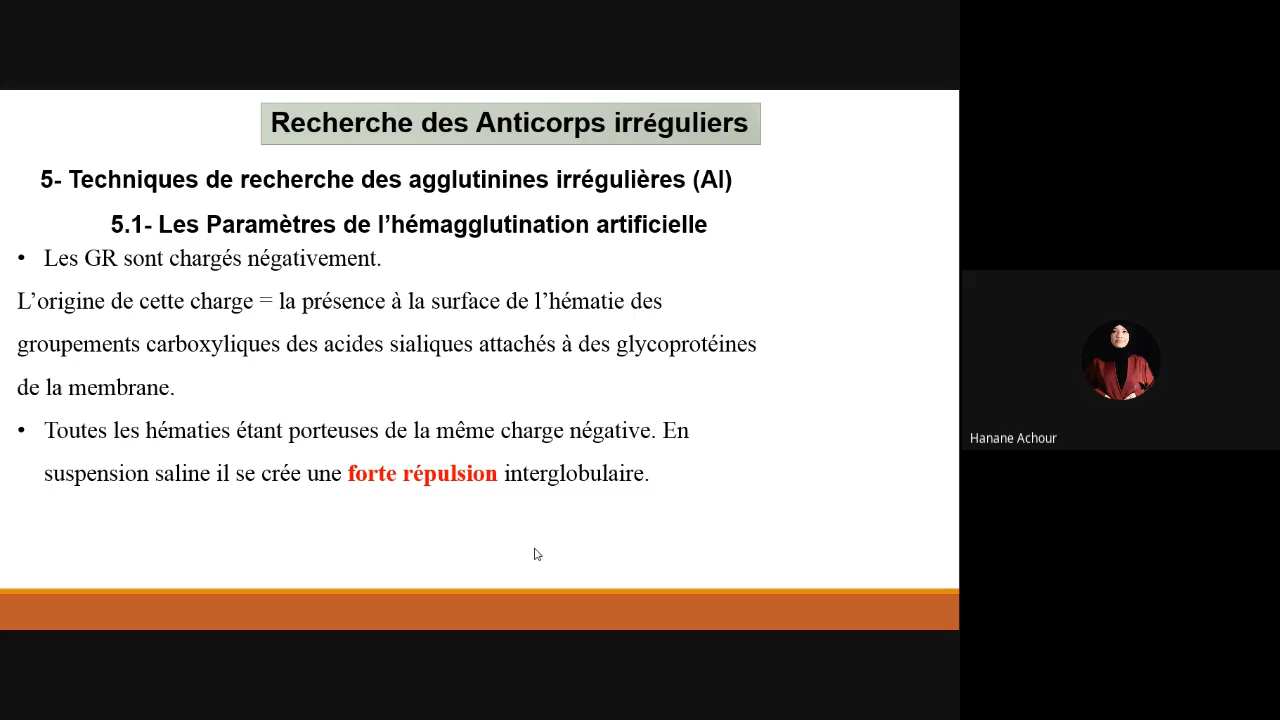 Recherche des Anticorps irréguliers
5- Techniques de recherche des agglutinines irrégulières (AI)
5.1- Les Paramètres de l'hémagglutination artificielle
• Les GR sont chargés négativement.
L'origine de cette charge = la présence à la surface de l'hématie des
groupements carboxyliques des acides sialiques attachés à des glycoprotéines
de la membrane.
• Toutes les hématies étant porteuses de la même charge négative. En
suspension saline il se crée une forte répulsion interglobulaire.
Hanane Achour